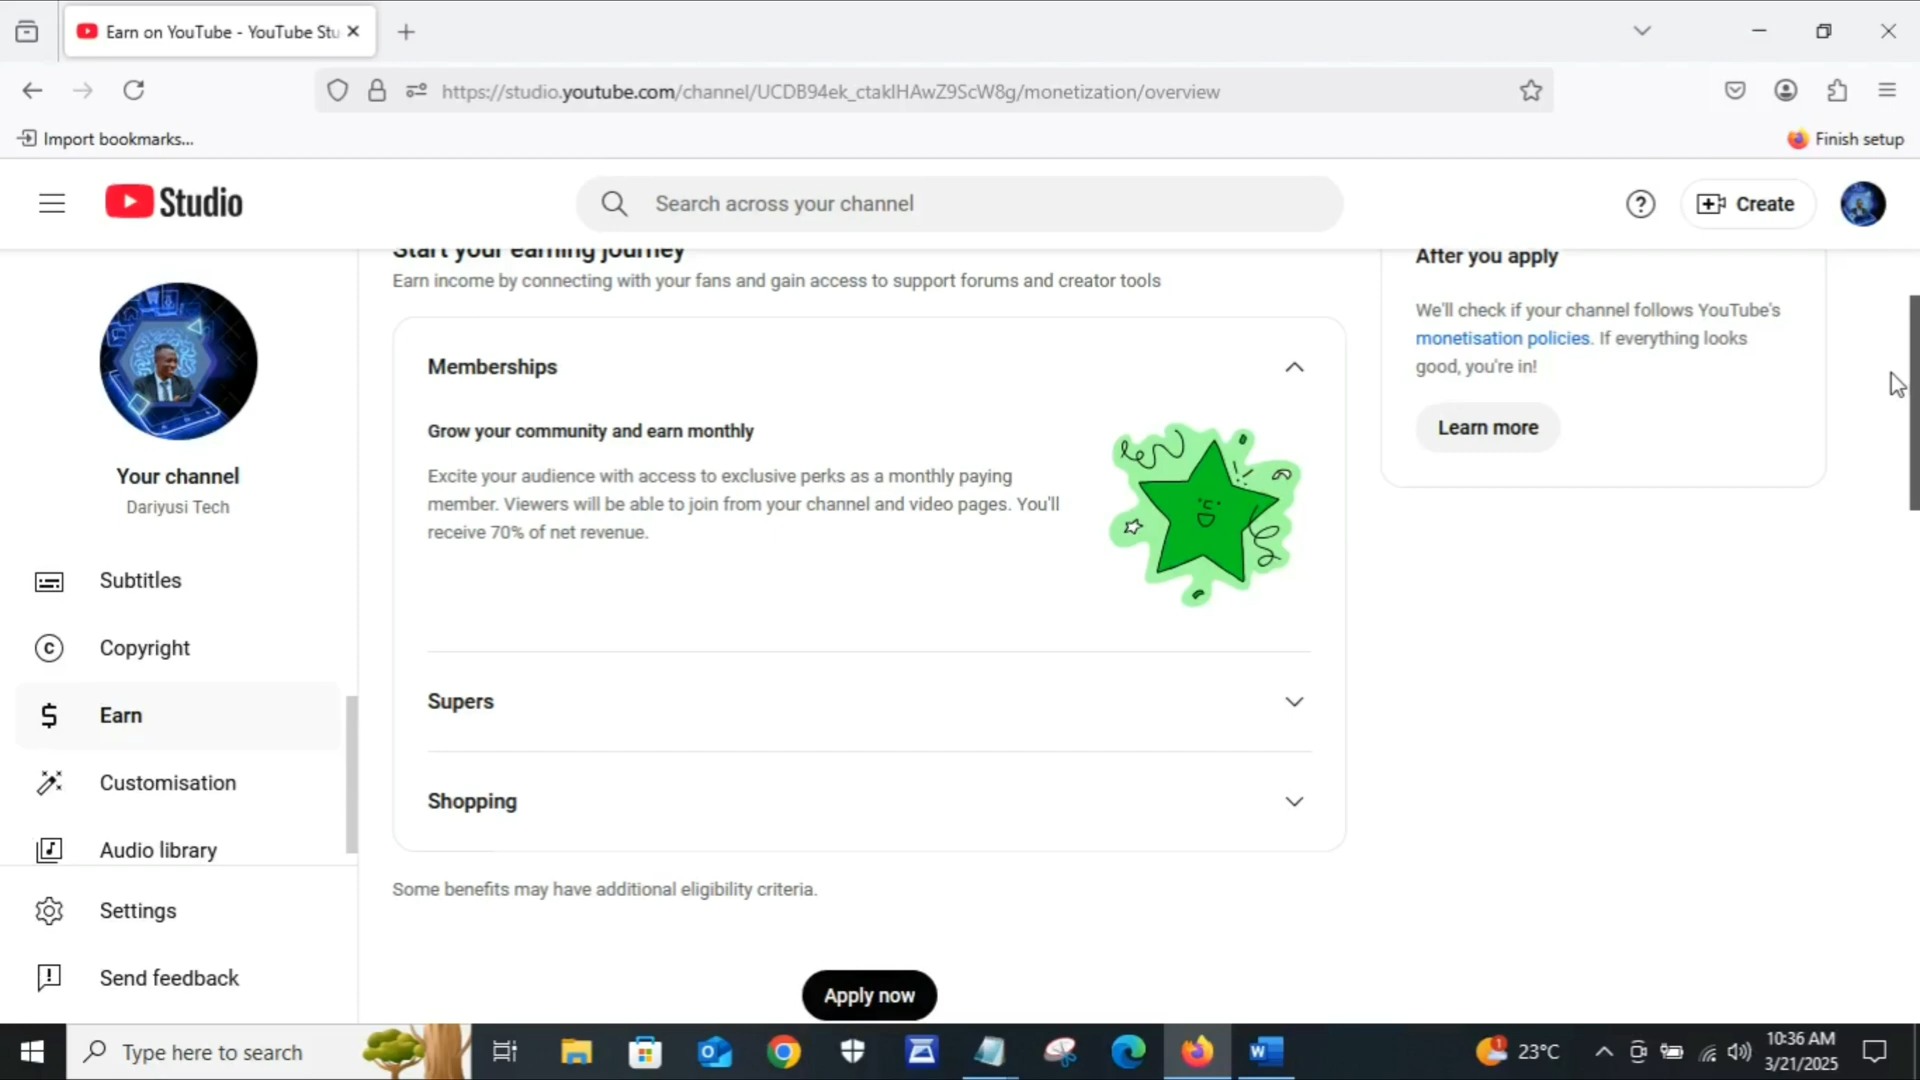 Earn on YouTube - YouTube Stu
https://studio.youtube.com/channel/UCDB94ek_ctaklHAwZ9ScW8g/monetization/overview
Import bookmarks...
Finish setup
Studio
Search across your channel
Create
Your channel
Dariyusi Tech
Subtitles
Copyright
Earn
Customisation
Audio library
Settings
Send feedback
Start your earning journey
Earn income by connecting with your fans and gain access to support forums and creator tools
Memberships
Grow your community and earn monthly
Excite your audience with access to exclusive perks as a monthly paying
member. Viewers will be able to join from your channel and video pages. You'll
receive 70% of net revenue.
Supers
Shopping
Some benefits may have additional eligibility criteria.
Apply now
After you apply
We'll check if your channel follows YouTube's
monetisation policies. If everything looks
good, you're in!
Learn more
Type here to search
23°C
10:36 AM
3/21/2025